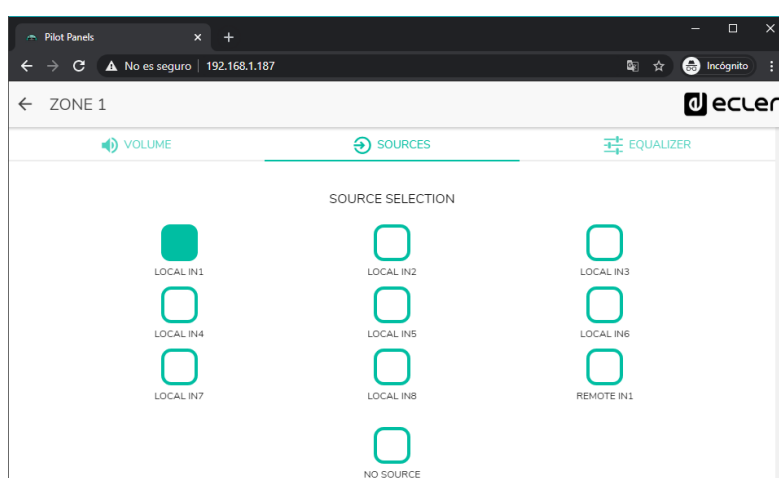 Pilot Panels
No es seguro | 192.168.1.187
Incógnito
ZONE 1
ecler
VOLUME
SOURCES
EQUALIZER
SOURCE SELECTION
LOCAL IN1
LOCAL IN2
LOCAL IN3
LOCAL IN4
LOCAL IN5
LOCAL IN6
LOCAL IN7
LOCAL IN8
REMOTE IN1
NO SOURCE